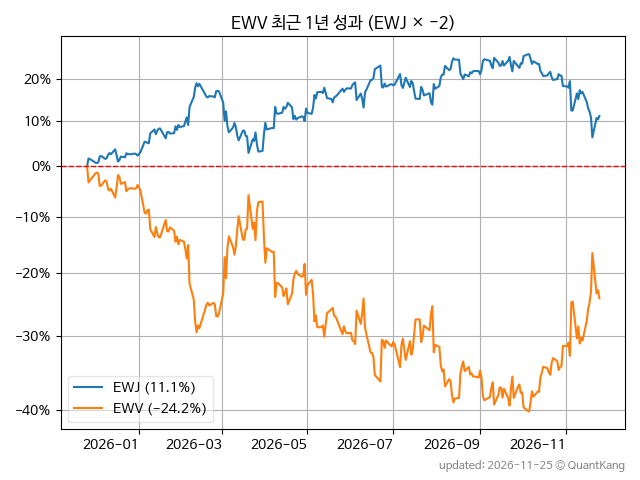 EWV 최근 1년 성과 (EWJ × −2)
20%
10%
0%
−10%
−20%
−30%
−40%
EWJ (11.1%)
EWV (−24.2%)
2026-01 2026-03 2026-05 2026-07 2026-09 2026-11
updated: 2026-11-25 © QuantKang